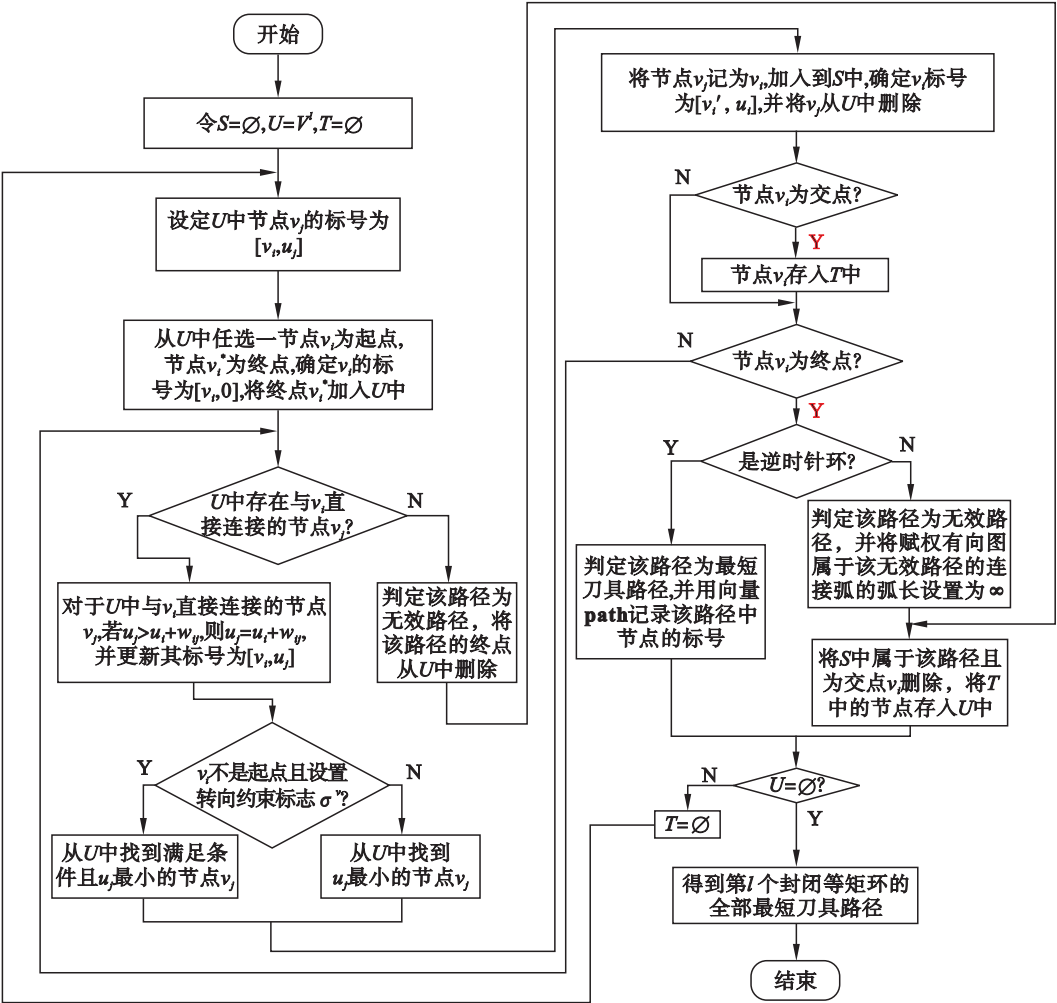 开始
令S=∅,U=Vˡ,T=∅
设定U中节点vⱼ的标号为
[vᵢ,uⱼ]
从U中任选一节点vᵢ为起点,
节点vᵢ*为终点,确定vᵢ的标
号为[vᵢ,0],将终点vᵢ*加入U中
Y
U中存在与vᵢ直
接连接的节点vⱼ?
N
对于U中与vᵢ直接连接的节点
vⱼ,若uⱼ>uᵢ+wᵢⱼ,则uⱼ=uᵢ+wᵢⱼ,
并更新其标号为[vᵢ,uⱼ]
判定该路径为
无效路径，将
该路径的终点
从U中删除
Y
vᵢ不是起点且设置
转向约束标志σᵛ?
N
从U中找到满足条
件且uⱼ最小的节点vⱼ
从U中找到
uⱼ最小的节点vⱼ
将节点vⱼ记为vᵢ,加入到S中,确定vᵢ标号
为[vᵢ′, uᵢ],并将vⱼ从U中删除
N
节点vᵢ为交点?
Y
节点vᵢ存入T中
N
节点vᵢ为终点?
Y
Y
是逆时针环?
N
判定该路径为最短
刀具路径,并用向量
path记录该路径中
节点的标号
判定该路径为无效路
径，并将赋权有向图
属于该无效路径的连
接弧的弧长设置为∞
将S中属于该路径且
为交点vᵢ删除，将T
中的节点存入U中
N
U=∅?
T=∅
Y
得到第l个封闭等矩环的
全部最短刀具路径
结束